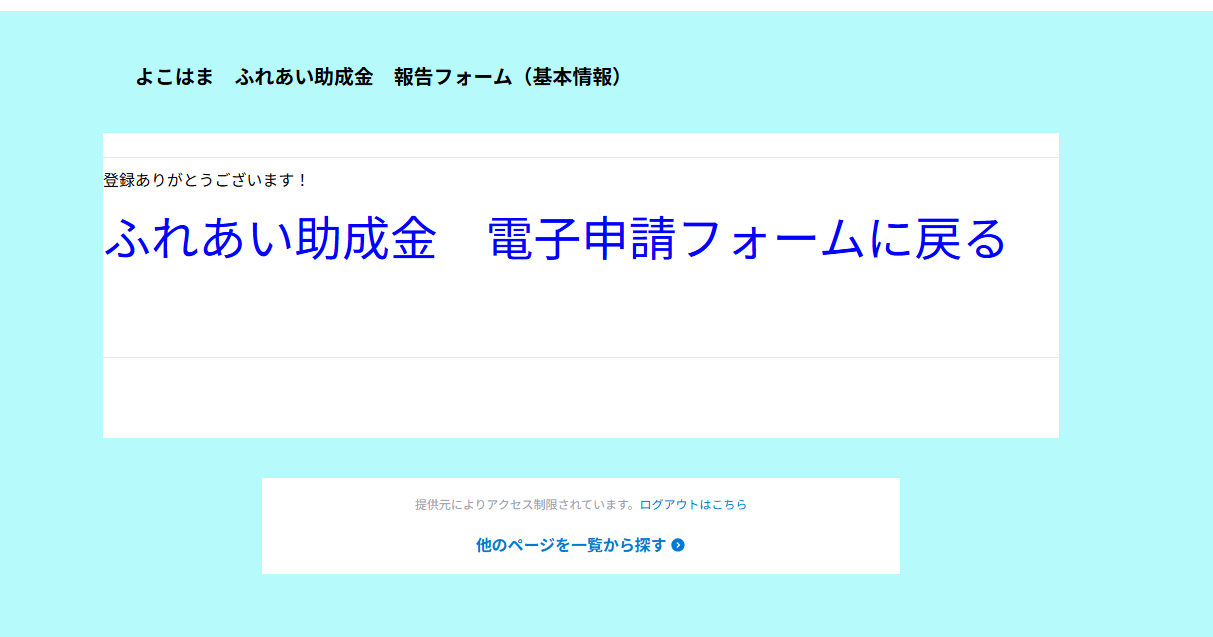 よこはま　ふれあい助成金　報告フォーム（基本情報）
登録ありがとうございます！
ふれあい助成金　電子申請フォームに戻る
提供元によりアクセス制限されています。ログアウトはこちら
他のページを一覧から探す